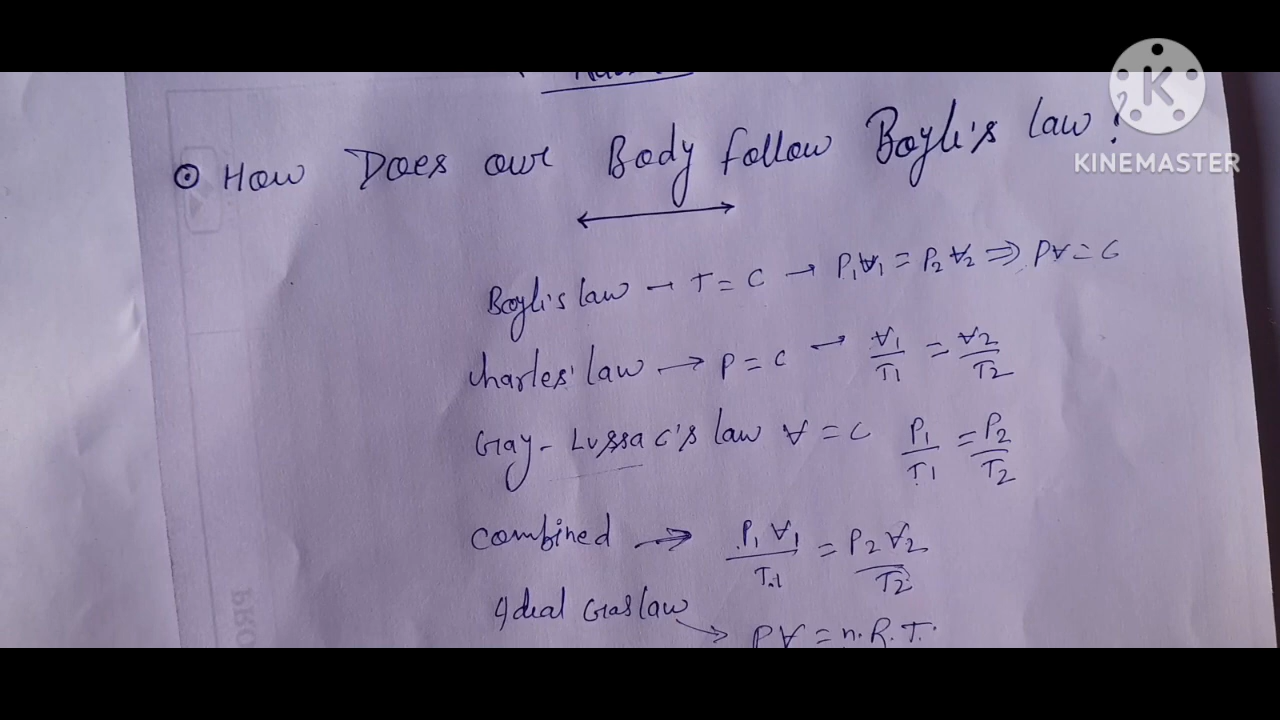 ⊙ How Does our Body follow Boyle's law?
Boyle's law → T = C → P₁V₁ = P₂V₂ ⇒ PV = C
charles' law → P = C → V₁/T₁ = V₂/T₂
Gay-Lussac's law V = C P₁/T₁ = P₂/T₂
combined → P₁V₁/T₁ = P₂V₂/T₂
Ideal Gas law → PV = n.R.T.
K
KINEMASTER
PRO